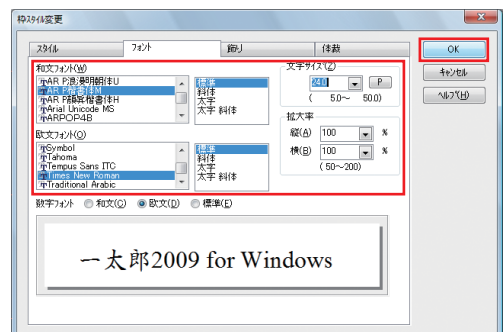 枠スタイル変更
スタイル
フォント
飾り
体裁
OK
キャンセル
ヘルプ(H)
和文フォント(W)
AR P浪漫明朝体U
AR P楷書体M
AR P顔眞楷書体H
Arial Unicode MS
ARPOP4B
標準
斜体
太字
太字 斜体
文字サイズ(Z)
24.0
P
( 5.0～ 50.0)
拡大率
縦(A) 100 %
横(B) 100 %
(50～200)
欧文フォント(O)
Symbol
Tahoma
Tempus Sans ITC
Times New Roman
Traditional Arabic
標準
斜体
太字
太字 斜体
数字フォント 和文(C) 欧文(D) 標準(E)
一太郎2009 for Windows